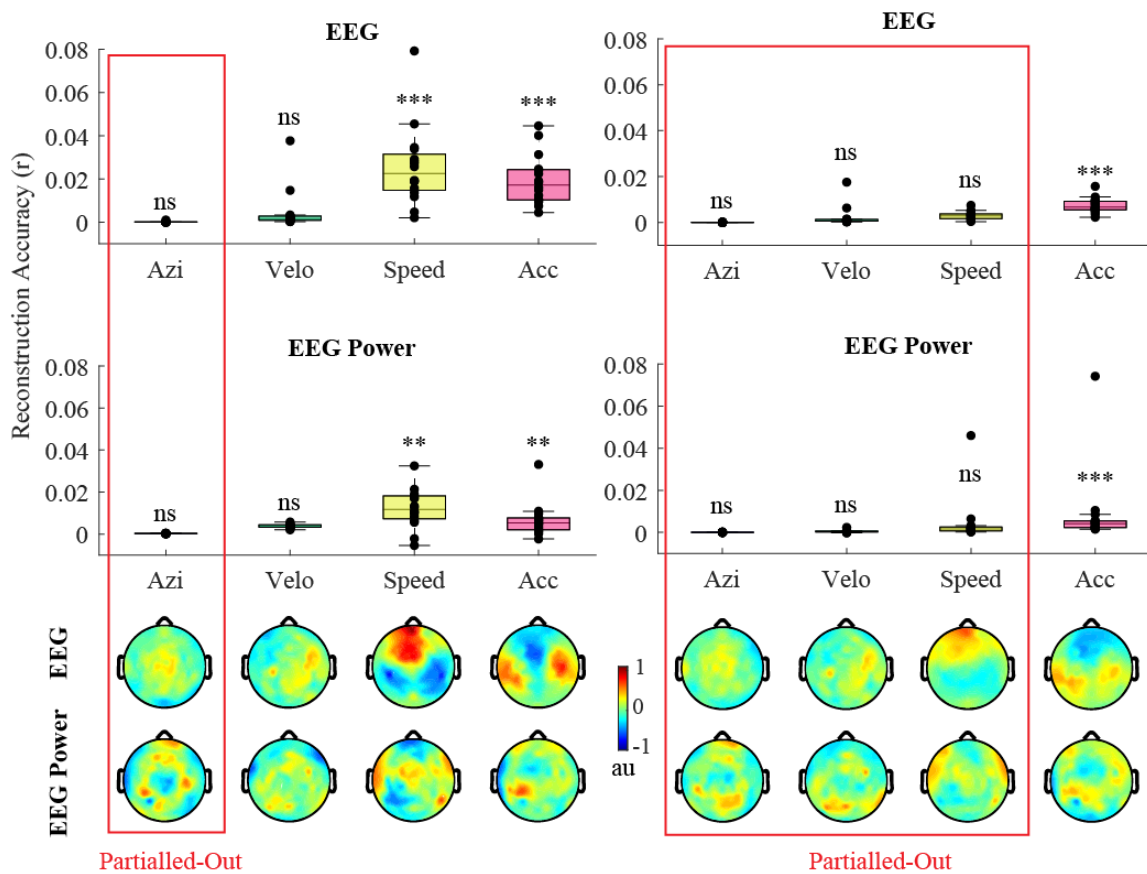 EEG
0.08
0.06
0.04
0.02
0
ns
ns
***
***
Azi
Velo
Speed
Acc
EEG
0.08
0.06
0.04
0.02
0
ns
ns
ns
***
Azi
Velo
Speed
Acc
Reconstruction Accuracy (r)
EEG Power
0.08
0.06
0.04
0.02
0
ns
ns
**
**
Azi
Velo
Speed
Acc
EEG Power
0.08
0.06
0.04
0.02
0
ns
ns
ns
***
Azi
Velo
Speed
Acc
EEG
EEG Power
1
0
-1
au
Partialled-Out
Partialled-Out